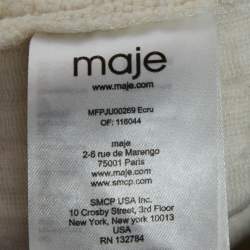 maje
www.maje.com
MFPJU00269 Ecru
OF: 116044
maje
2-6 rue de Marengo
75001 Paris
www.maje.com
www.smcp.com
SMCP USA Inc.
10 Crosby Street, 3rd Floor
New York, new york 10013
USA
RN 132784